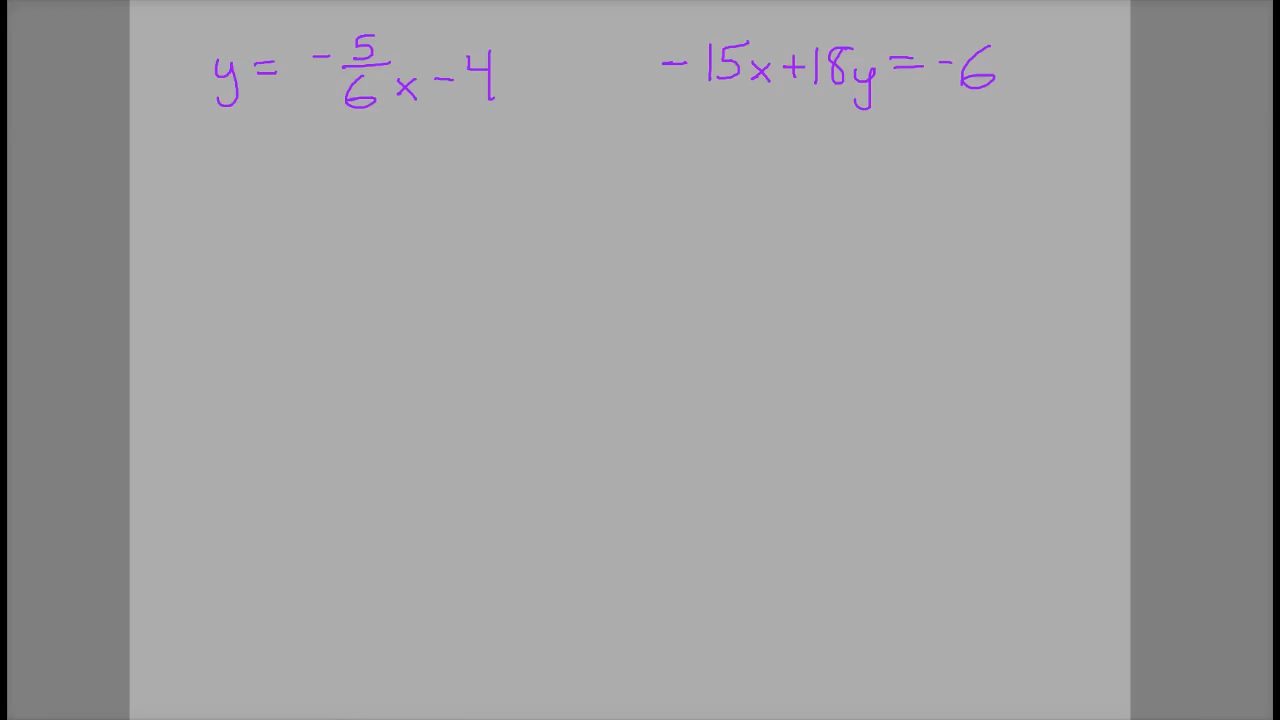 y = -5/6 x - 4
-15x + 18y = -6